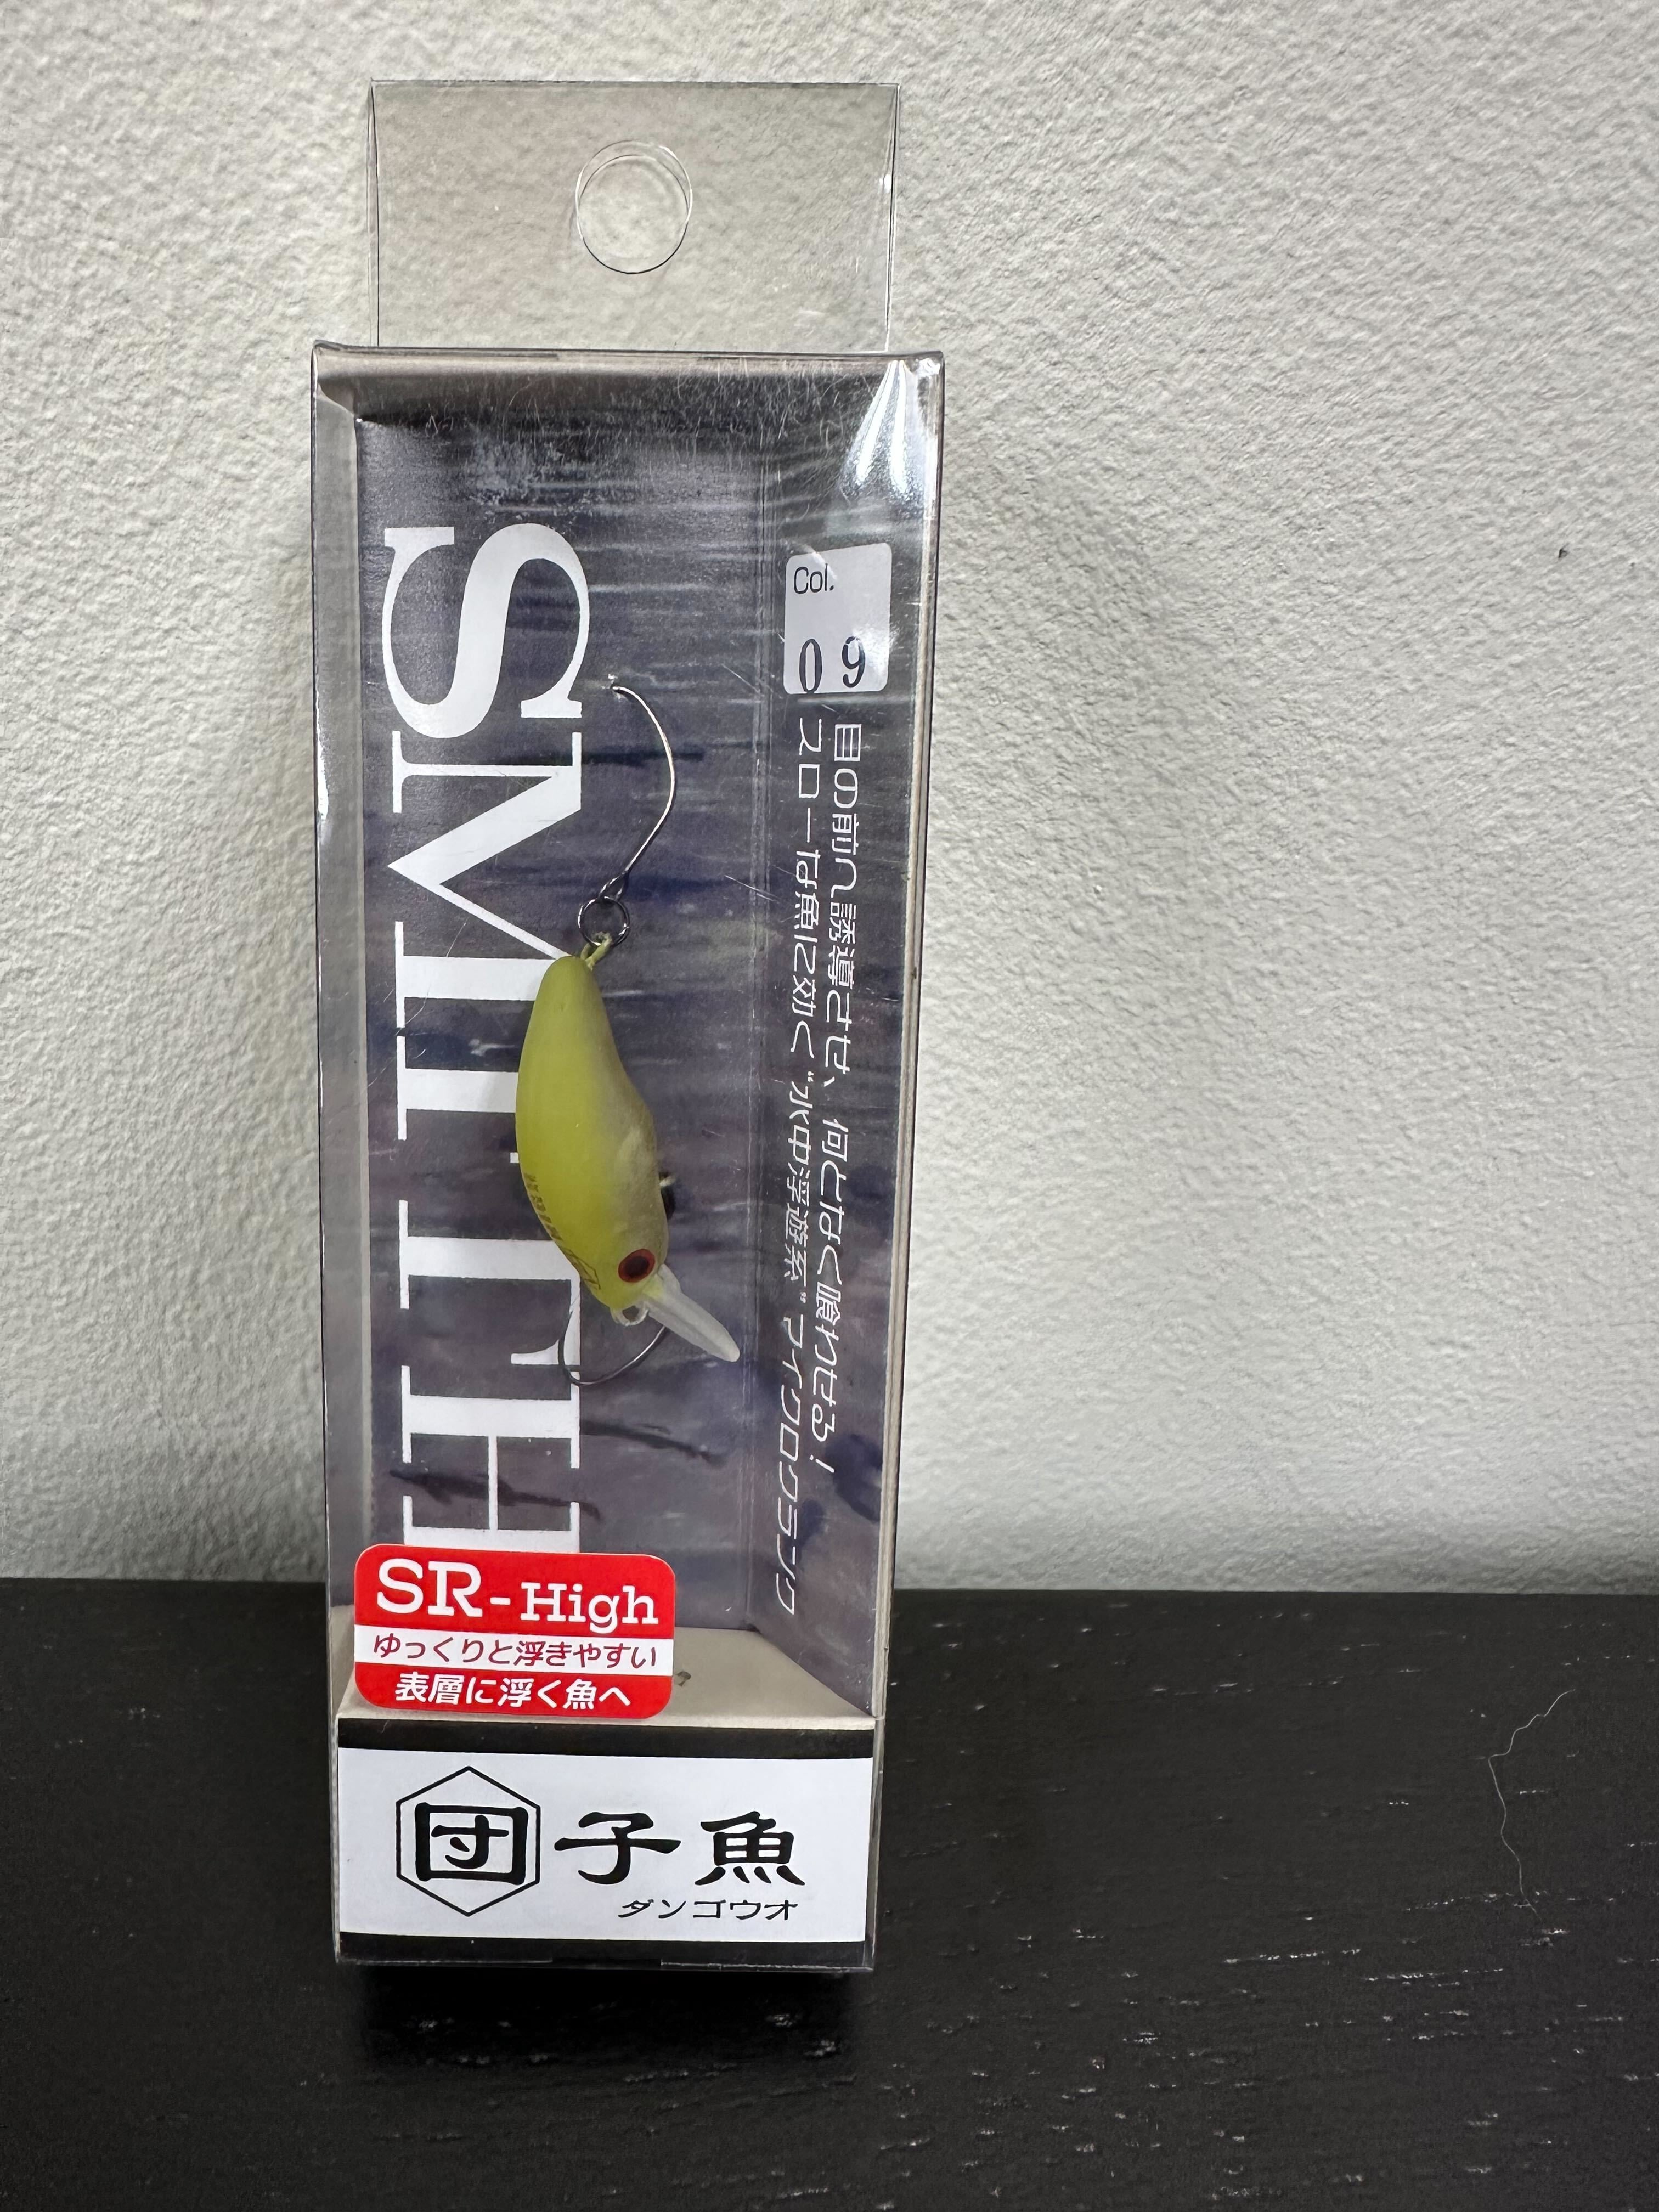 SMITH
Col.
09
目の前へ誘導させ、何となく喰わせる！
スローな魚に効く"水中浮遊系"マイクロクランク
SR-High
ゆっくりと浮きやすい
表層に浮く魚へ
団子魚
ダンゴウオ